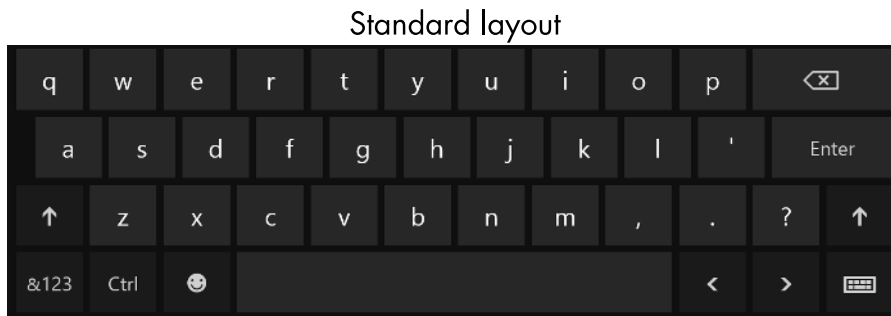 Standard layout
q w e r t y u i o p
a s d f g h j k l ' Enter
z x c v b n m , . ?
&123 Ctrl < >